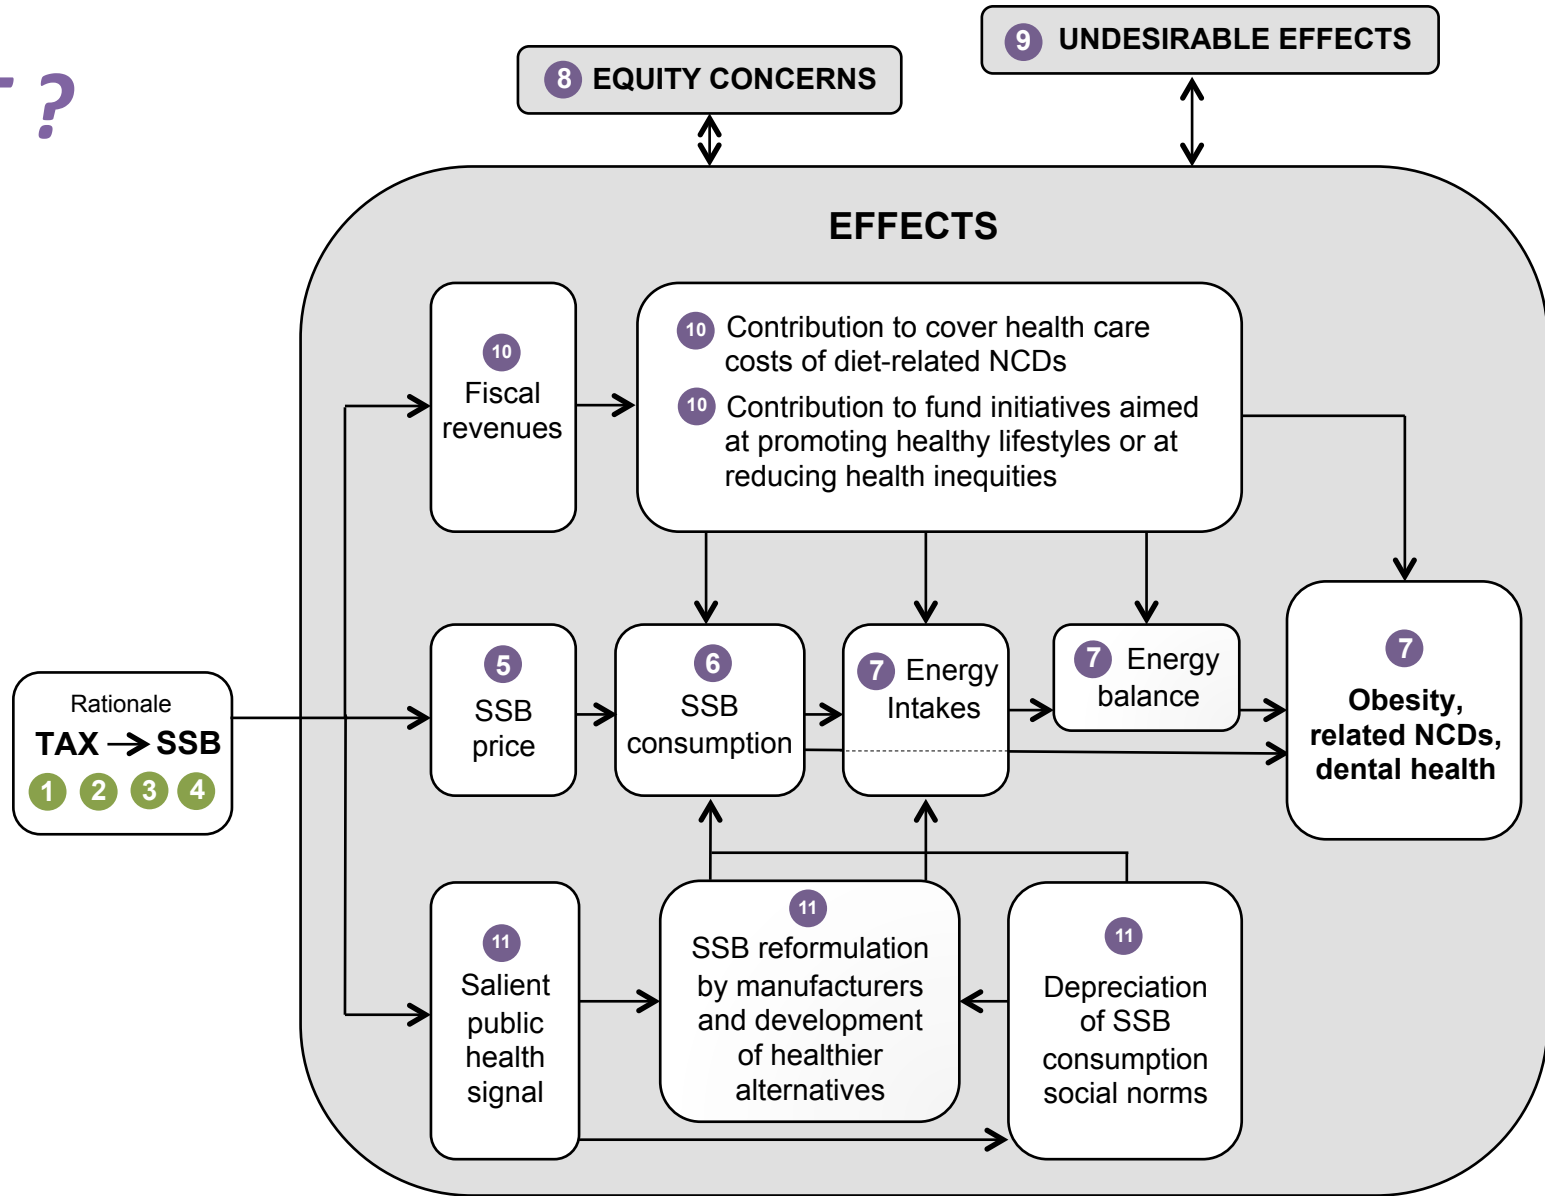 T ?
8 EQUITY CONCERNS
9 UNDESIRABLE EFFECTS
EFFECTS
10
Fiscal
revenues
10 Contribution to cover health care
costs of diet-related NCDs
10 Contribution to fund initiatives aimed
at promoting healthy lifestyles or at
reducing health inequities
Rationale
TAX → SSB
1 2 3 4
5
SSB
price
6
SSB
consumption
7 Energy
Intakes
7 Energy
balance
7
Obesity,
related NCDs,
dental health
11
Salient
public
health
signal
11
SSB reformulation
by manufacturers
and development
of healthier
alternatives
11
Depreciation
of SSB
consumption
social norms